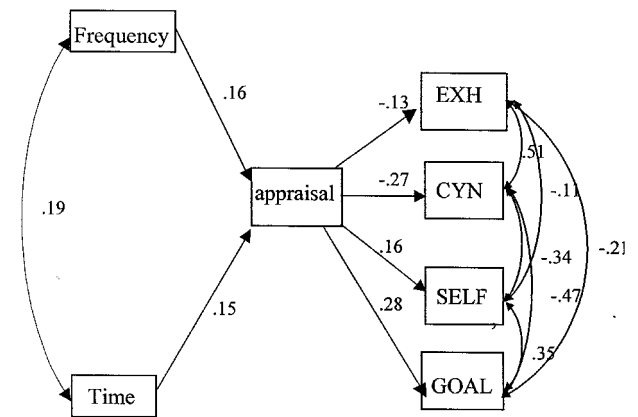 Frequency
.16
EXH
-.13
.51
CYN
appraisal
-.27
-.11
.19
.16
-.34
-.21
SELF
-.47
.28
.15
.35
GOAL
Time